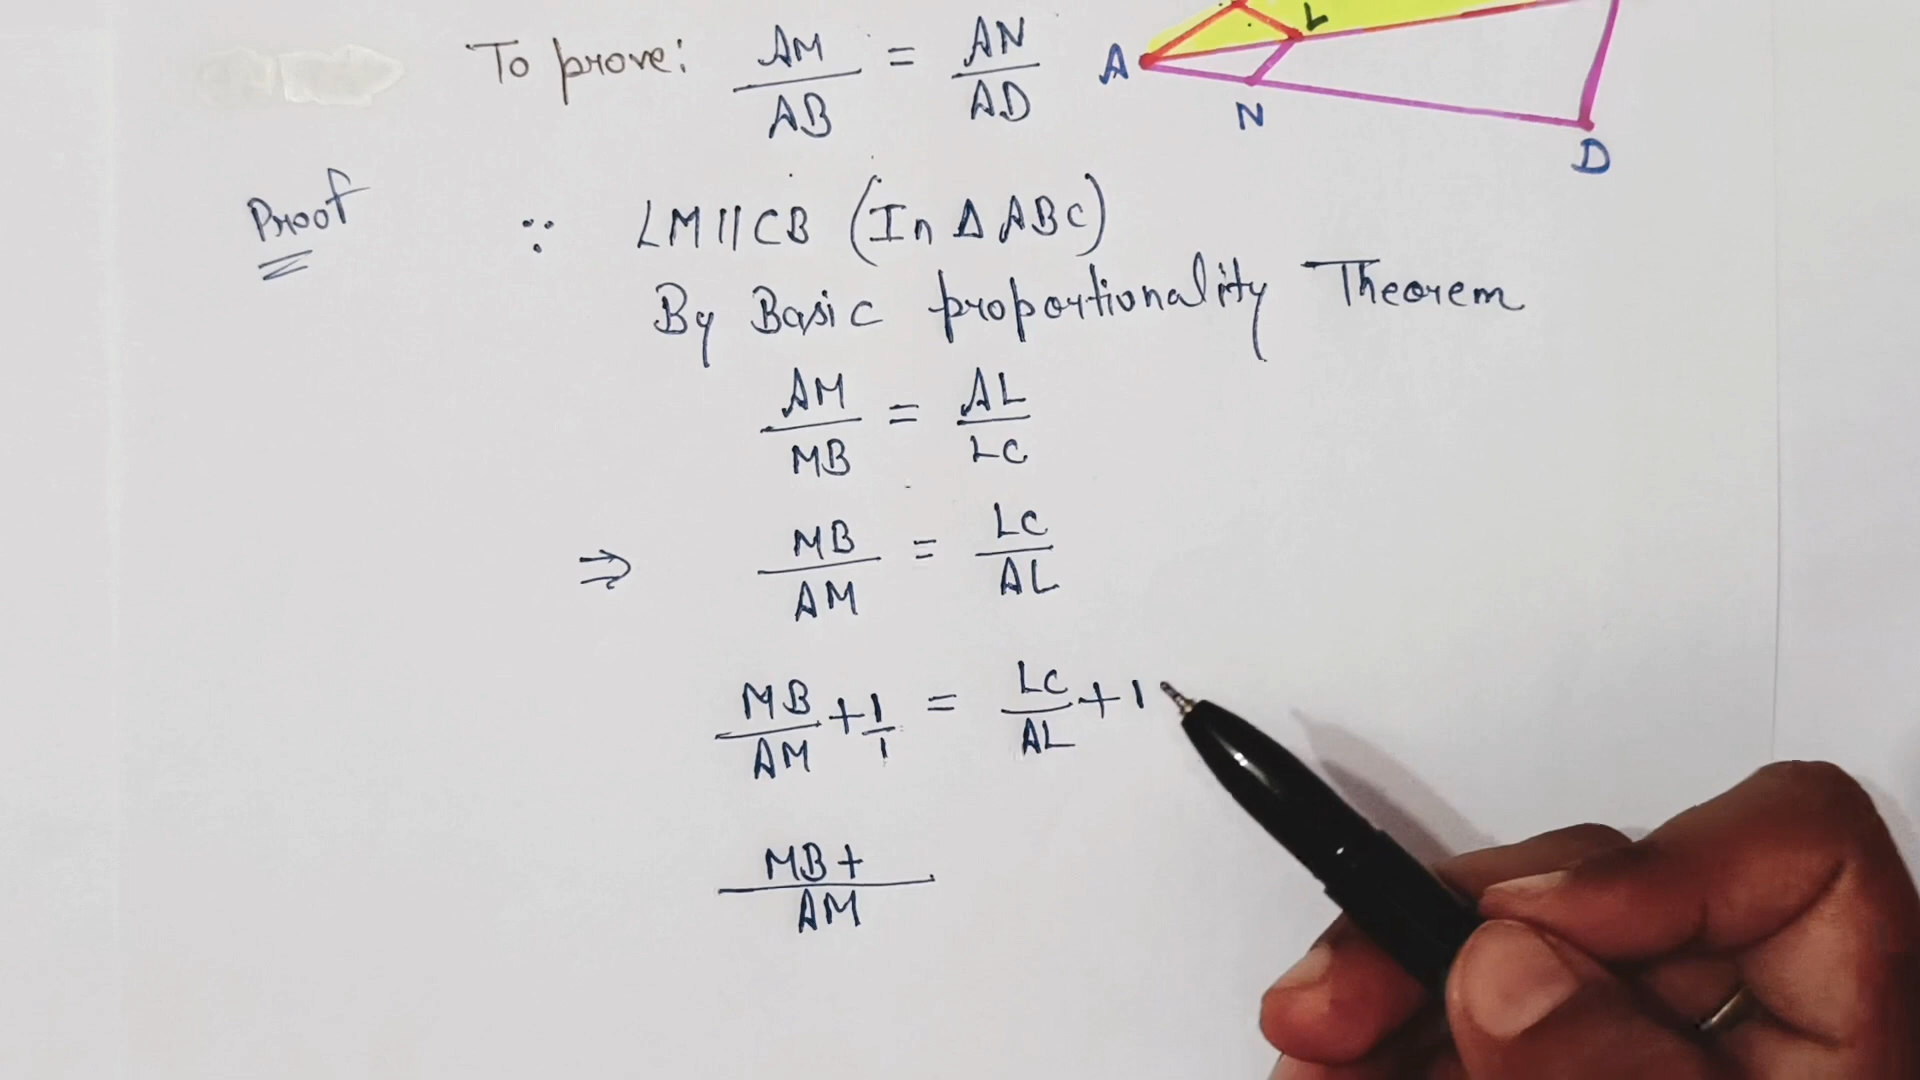 To prove: AM/AB = AN/AD
L
A
N
D
Proof ∵ LM||CB (In Δ ABC)
By Basic proportionality Theorem
AM/MB = AL/LC
⇒ MB/AM = LC/AL
MB/AM + 1/1 = LC/AL + 1
MB+/AM